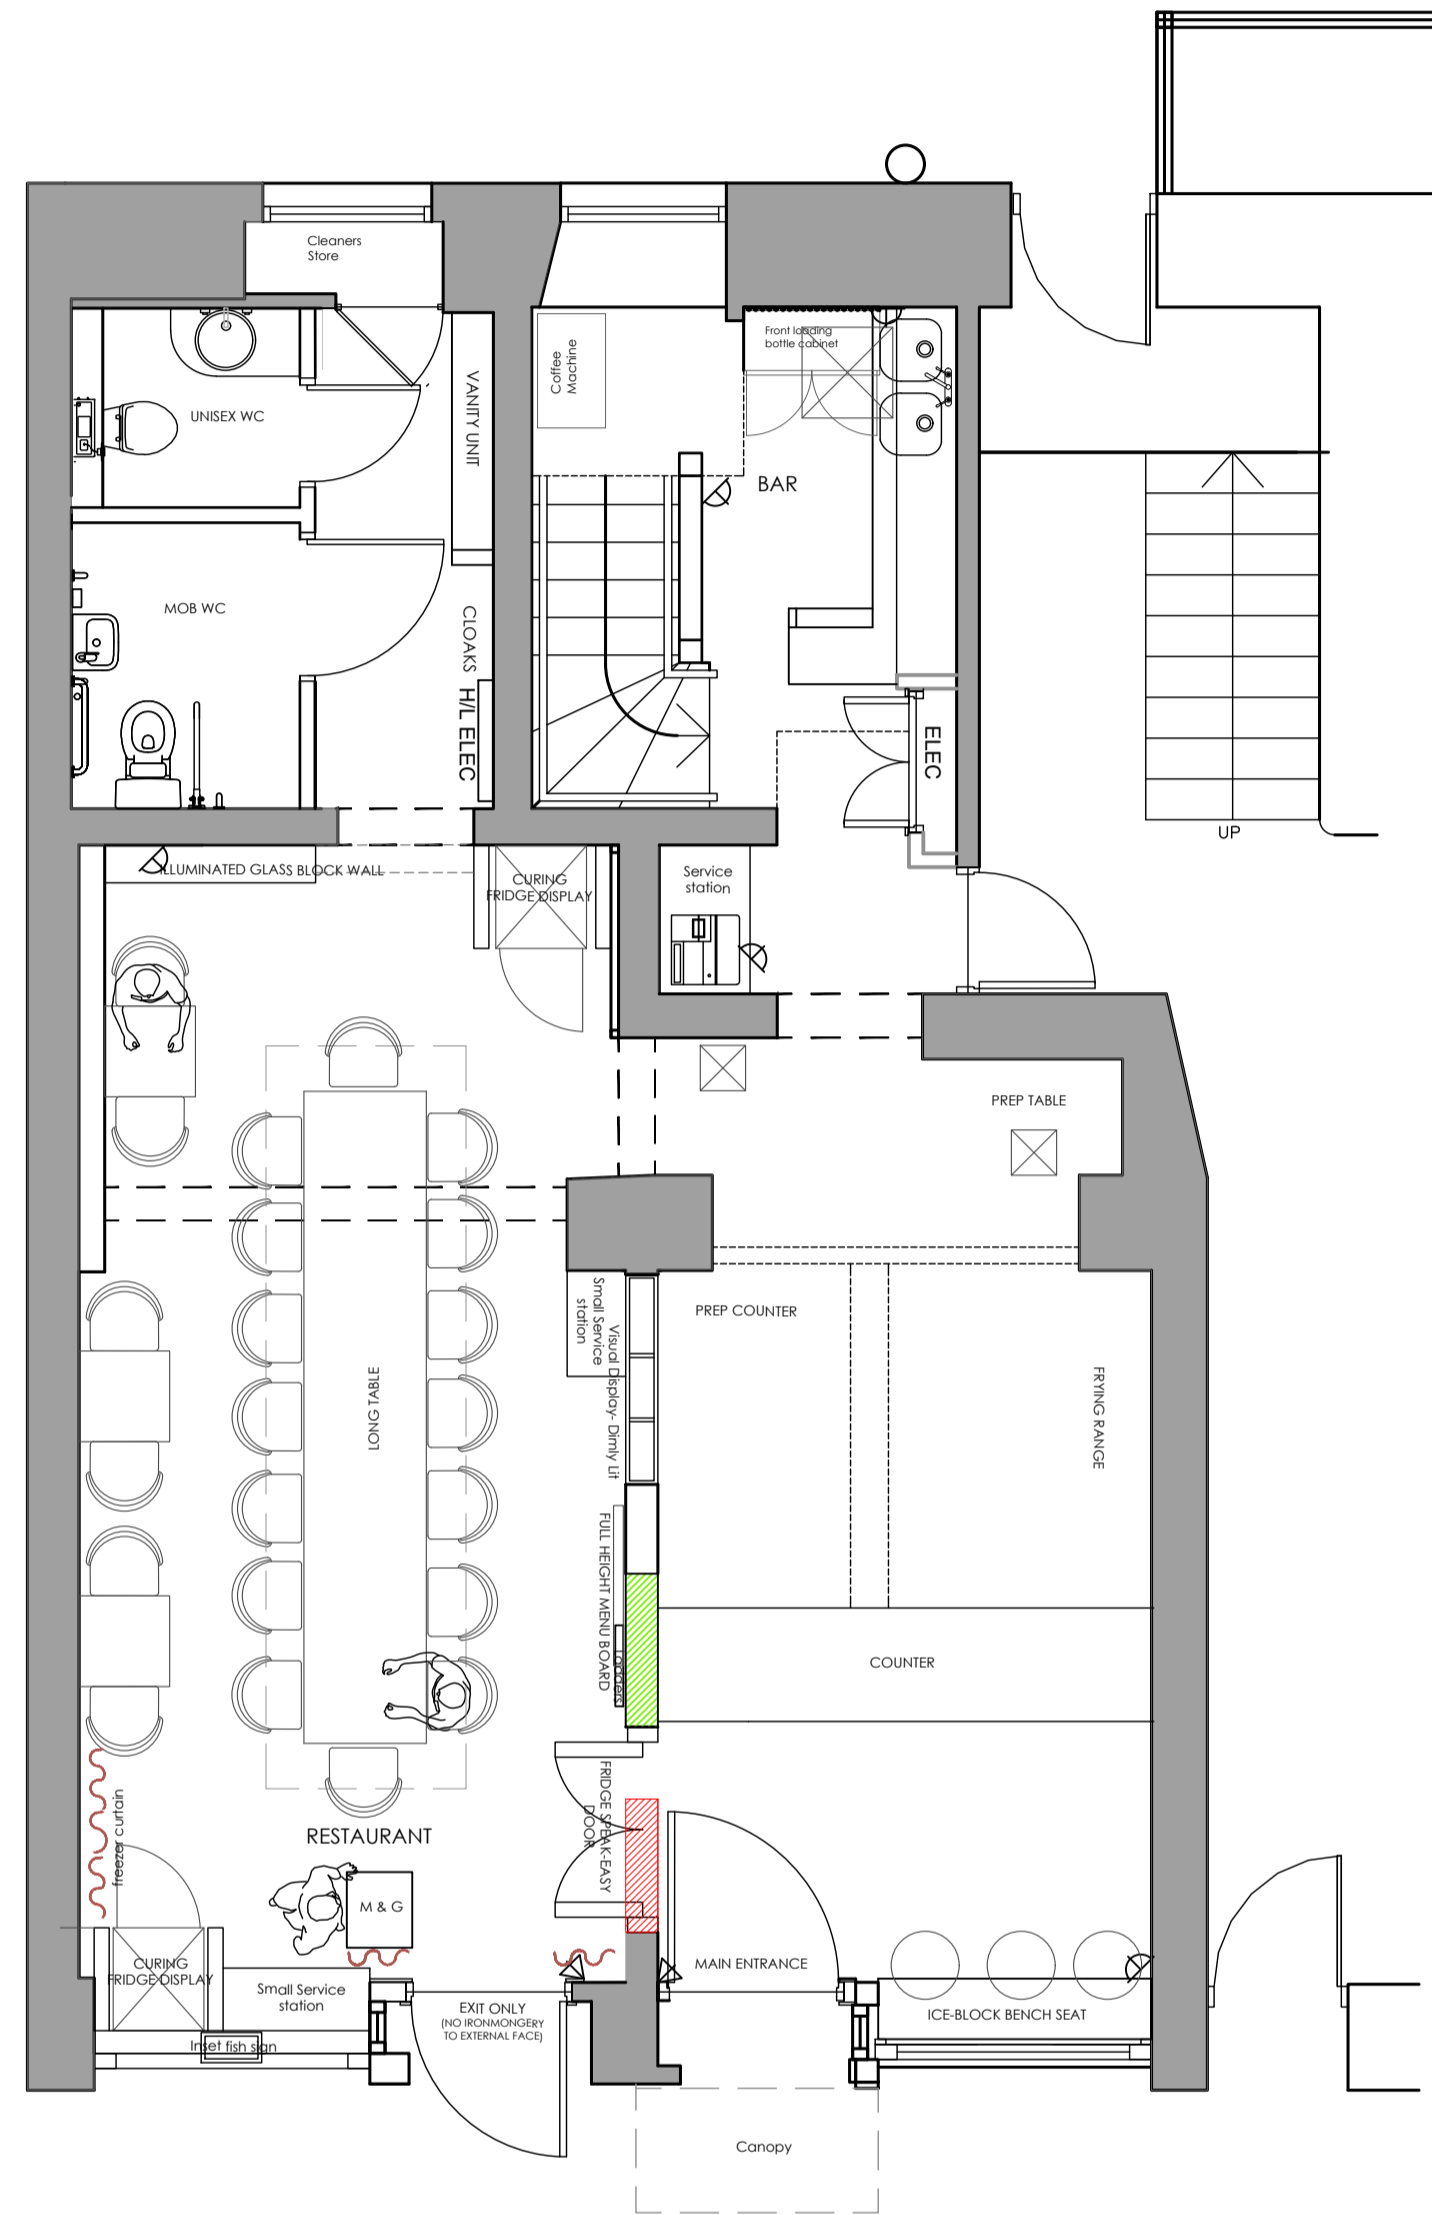 Cleaners
Store
Front loading
bottle cabinet
Coffee
Machine
UNISEX WC
VANITY UNIT
BAR
MOB WC
CLOAKS
H/L ELEC
ELEC
UP
ILLUMINATED GLASS BLOCK WALL
CURING
FRIDGE DISPLAY
Service
station
PREP TABLE
Small Service
station
Visual Display- Dimly Lit
PREP COUNTER
LONG TABLE
FRYING RANGE
FULL HEIGHT MENU BOARD
Ladders
COUNTER
FRIDGE SPEAK-EASY
DOOR
freezer curtain
RESTAURANT
M & G
CURING
FRIDGE DISPLAY
Small Service
station
Inset fish sign
EXIT ONLY
(NO IRONMONGERY
TO EXTERNAL FACE)
MAIN ENTRANCE
ICE-BLOCK BENCH SEAT
Canopy